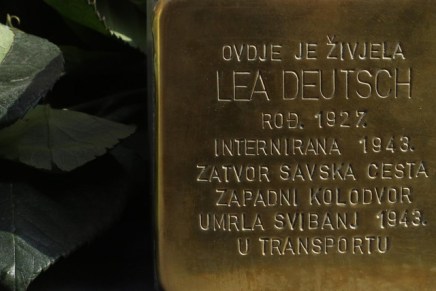 OVDJE JE ŽIVJELA
LEA DEUTSCH
ROĐ. 1927.
INTERNIRANA 1943.
ZATVOR SAVSKA CESTA
ZAPADNI KOLODVOR
UMRLA SVIBANJ 1943.
U TRANSPORTU